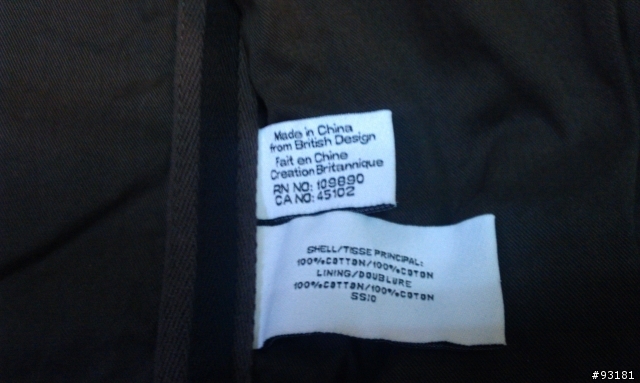 Made in China
from British Design
Fait en Chine
Creation Britannique
RN NO: 109890
CA NO: 45102
SHELL/TISSE PRINCIPAL:
100%COTTON/100%COTON
LINING/DOUBLURE
100%COTTON/100%COTON
SS10
#93181